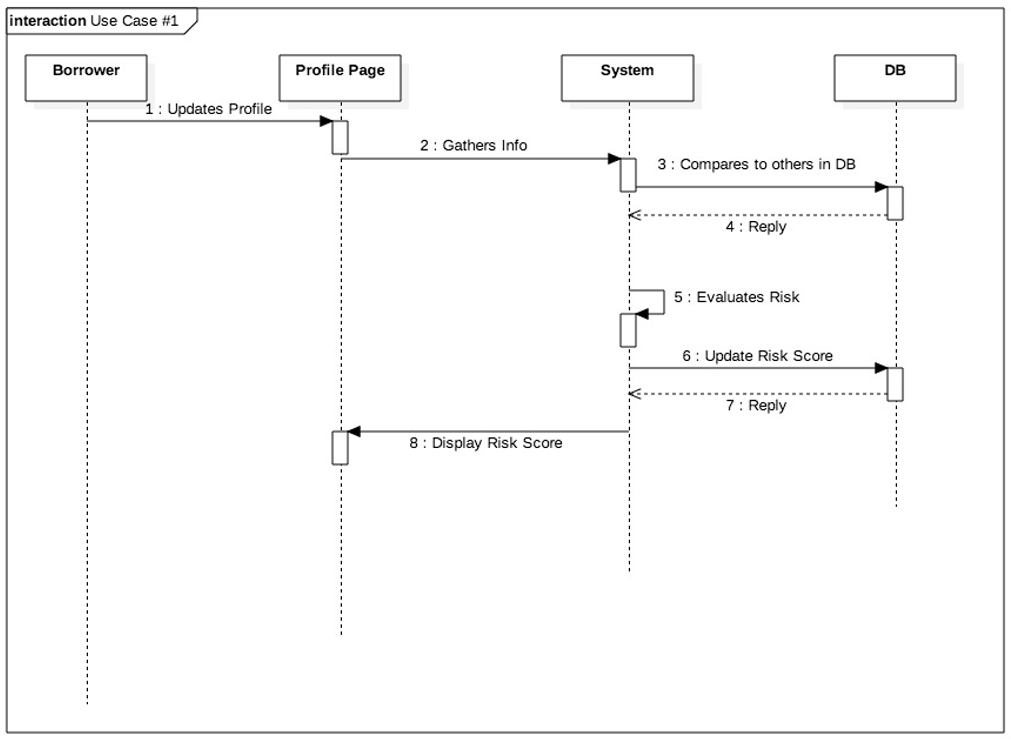 interaction Use Case #1
Borrower
Profile Page
System
DB
1 : Updates Profile
2 : Gathers Info
3 : Compares to others in DB
4 : Reply
5 : Evaluates Risk
6 : Update Risk Score
7 : Reply
8 : Display Risk Score